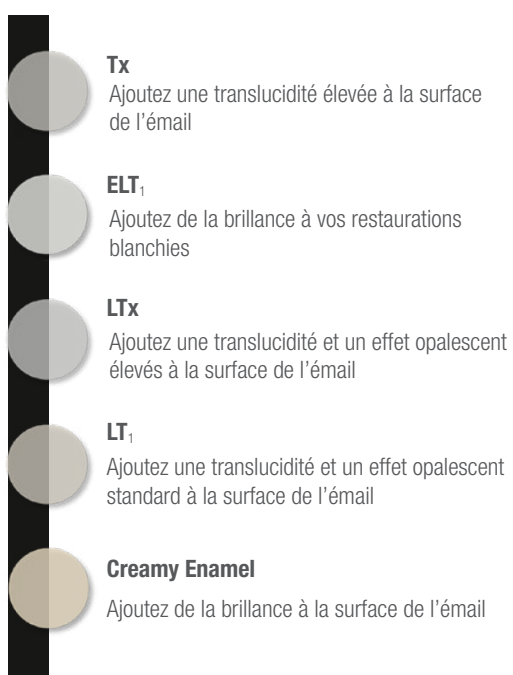 Tx
Ajoutez une translucidité élevée à la surface
de l'émail
ELT₁
Ajoutez de la brillance à vos restaurations
blanchies
LTx
Ajoutez une translucidité et un effet opalescent
élevés à la surface de l'émail
LT₁
Ajoutez une translucidité et un effet opalescent
standard à la surface de l'émail
Creamy Enamel
Ajoutez de la brillance à la surface de l'émail